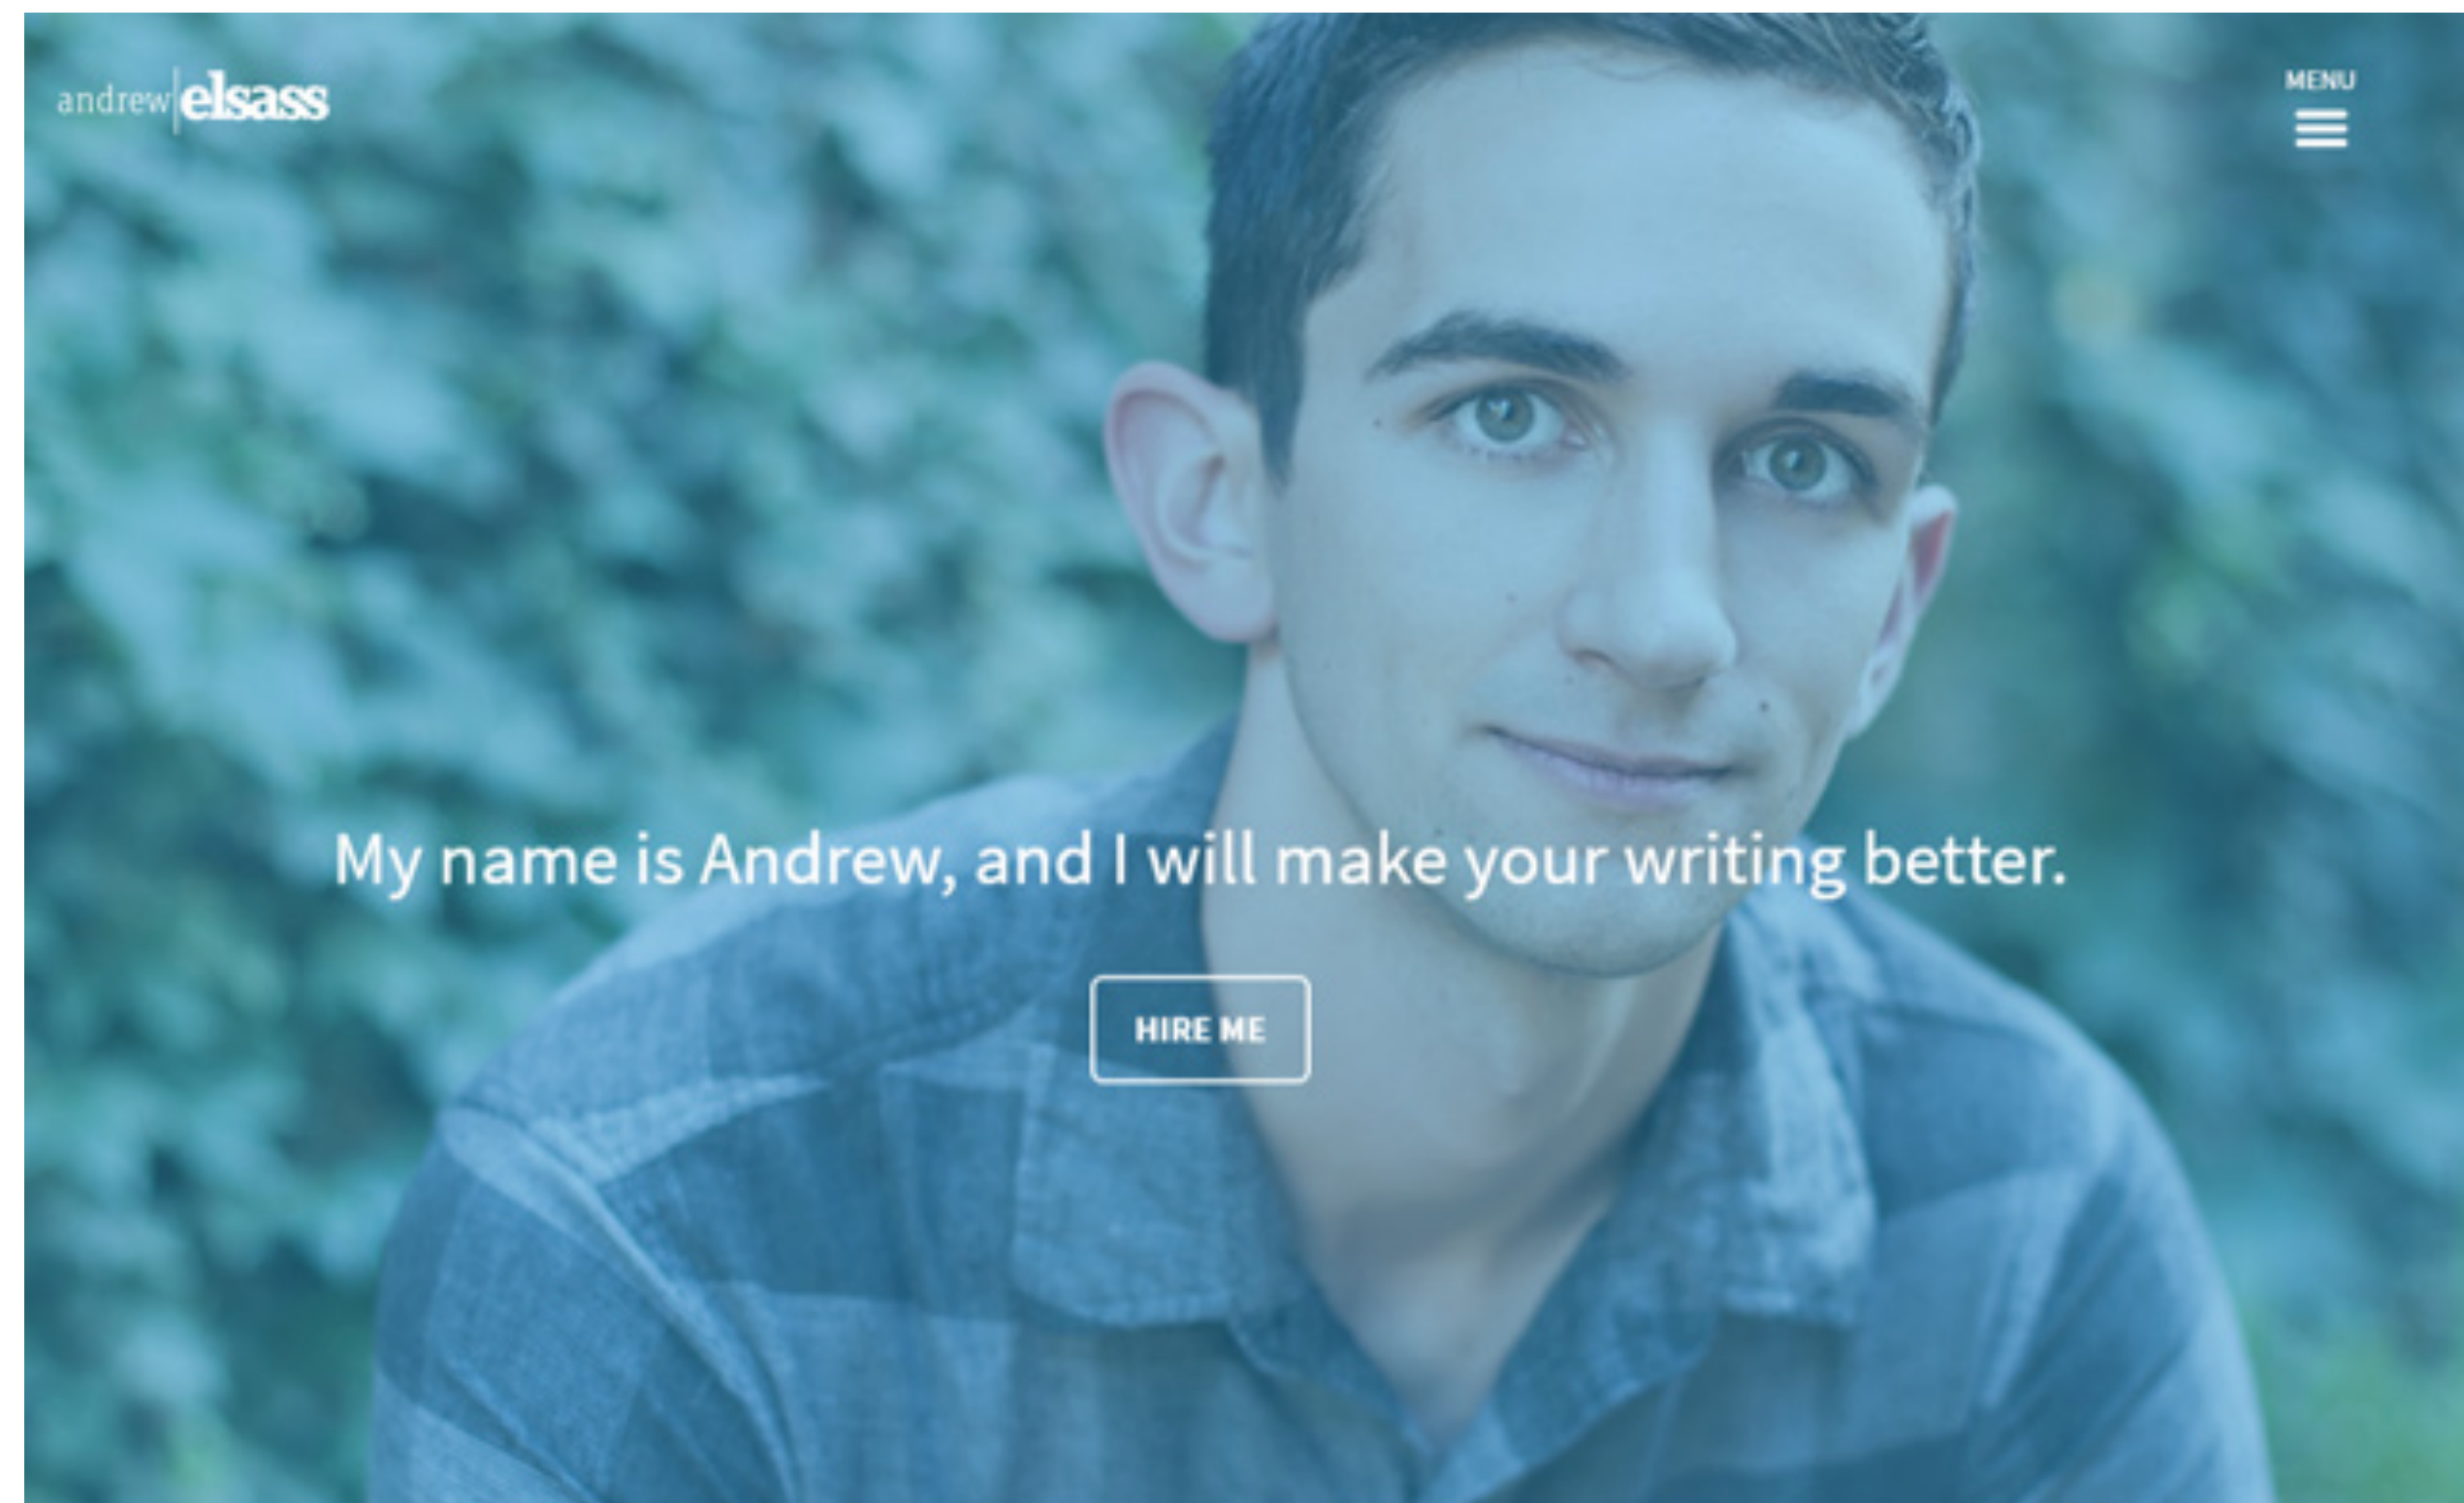 andrew|elsass
MENU
My name is Andrew, and I will make your writing better.
HIRE ME